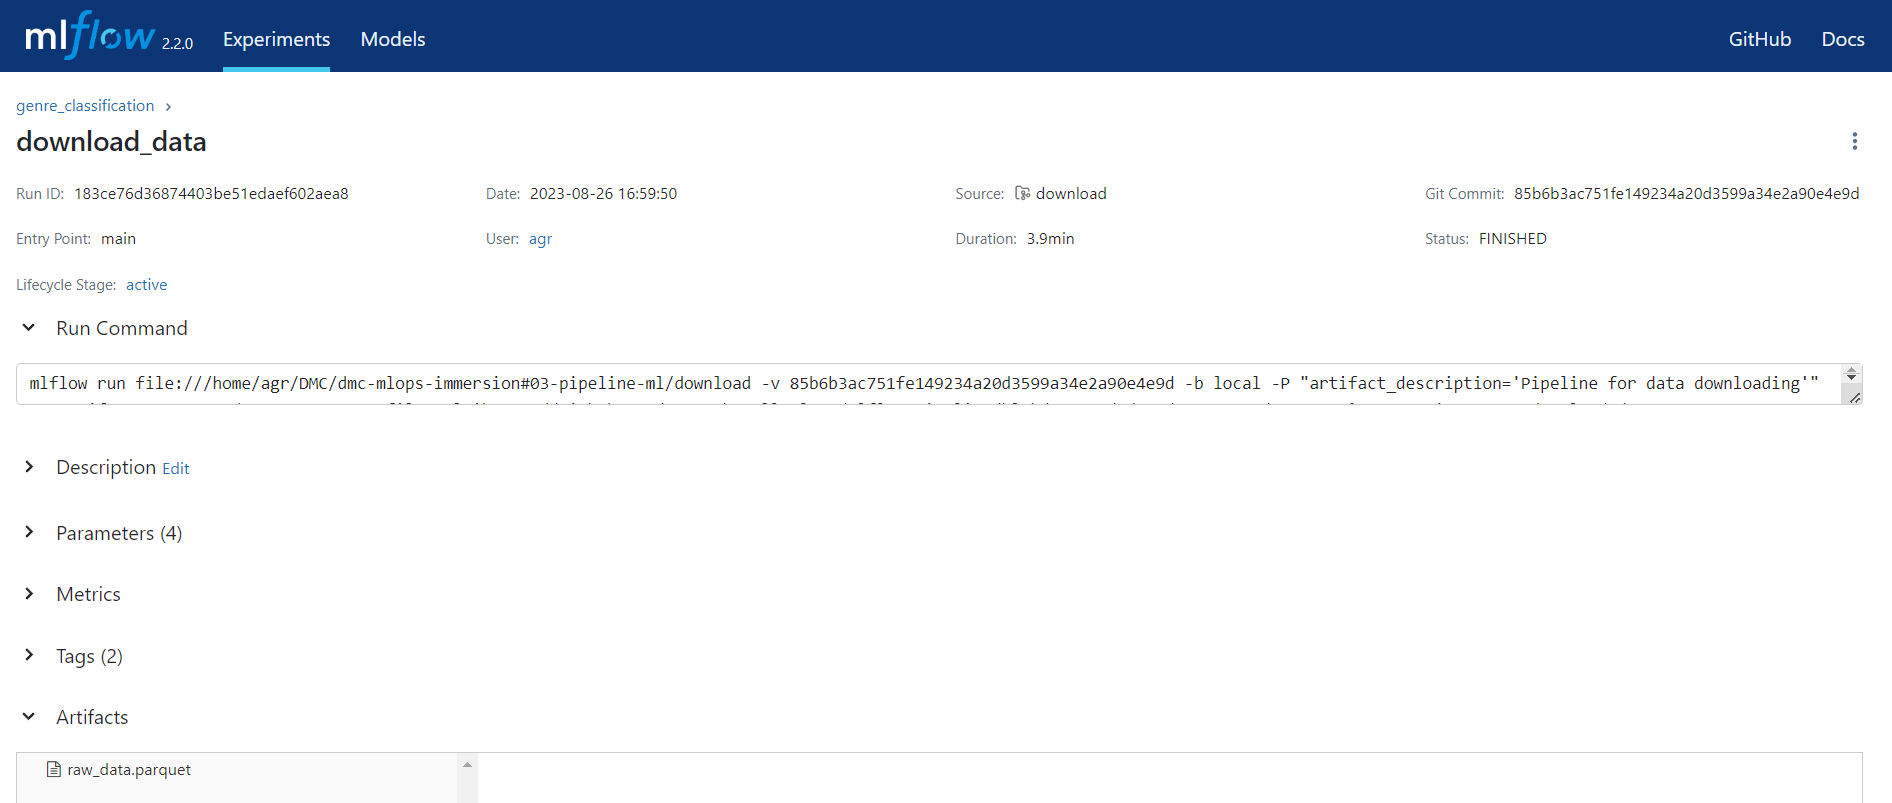 mlflow 2.2.0 Experiments Models GitHub Docs
genre_classification
download_data
Run ID: 183ce76d36874403be51edaef602aea8 Date: 2023-08-26 16:59:50 Source: download Git Commit: 85b6b3ac751fe149234a20d3599a34e2a90e4e9d
Entry Point: main User: agr Duration: 3.9min Status: FINISHED
Lifecycle Stage: active
Run Command
mlflow run file:///home/agr/DMC/dmc-mlops-immersion#03-pipeline-ml/download -v 85b6b3ac751fe149234a20d3599a34e2a90e4e9d -b local -P "artifact_description='Pipeline for data downloading'"
Description Edit
Parameters (4)
Metrics
Tags (2)
Artifacts
raw_data.parquet